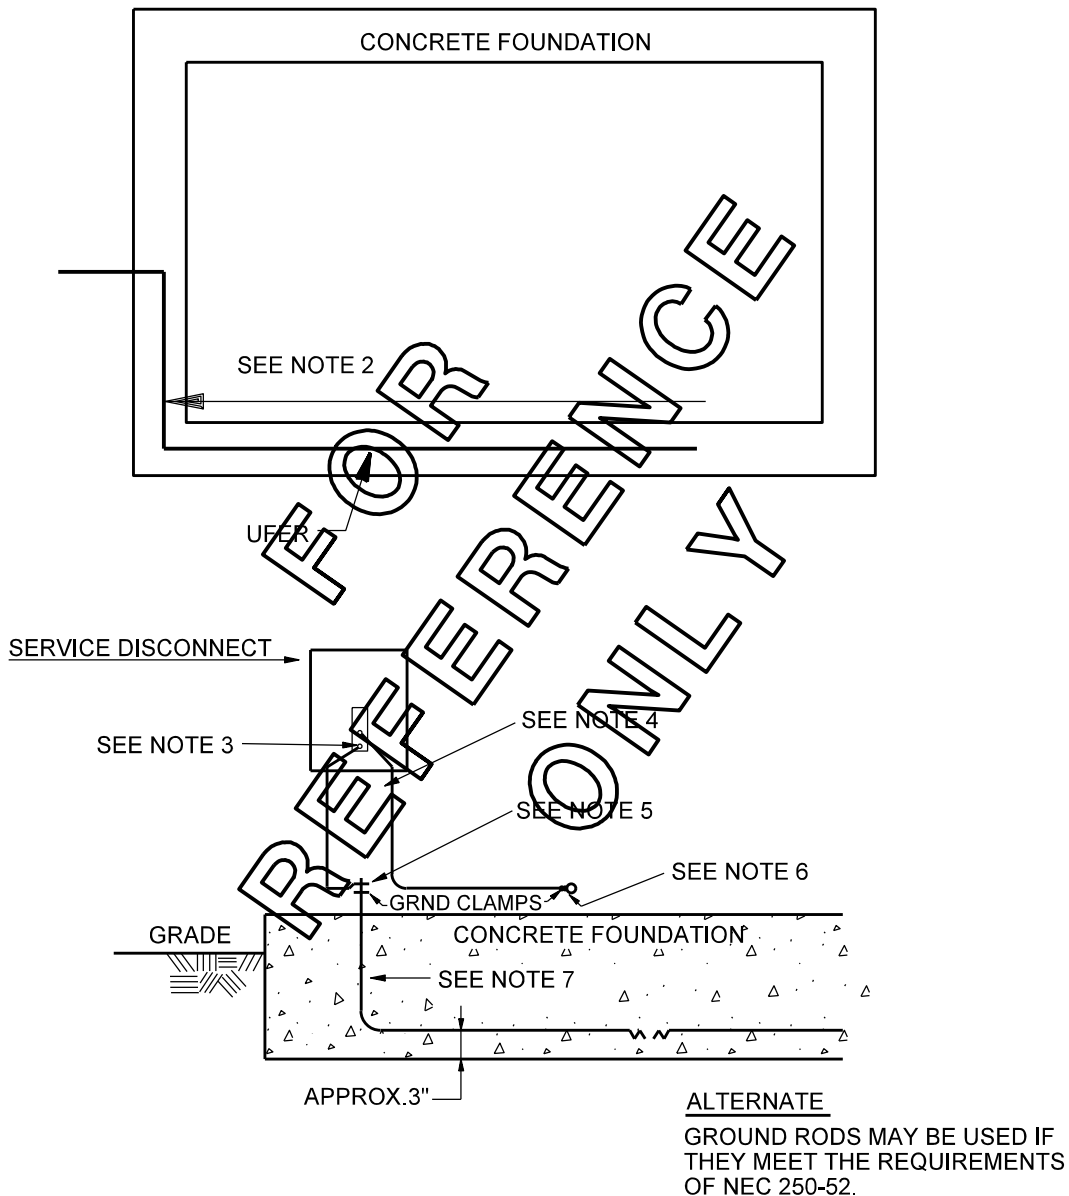 CONCRETE FOUNDATION
SEE NOTE 2
UFER
FOR
REFERENCE
ONLY
SERVICE DISCONNECT
SEE NOTE 4
SEE NOTE 3
SEE NOTE 5
SEE NOTE 6
GRND CLAMPS
GRADE
CONCRETE FOUNDATION
SEE NOTE 7
APPROX.3"
ALTERNATE
GROUND RODS MAY BE USED IF
THEY MEET THE REQUIREMENTS
OF NEC 250-52.